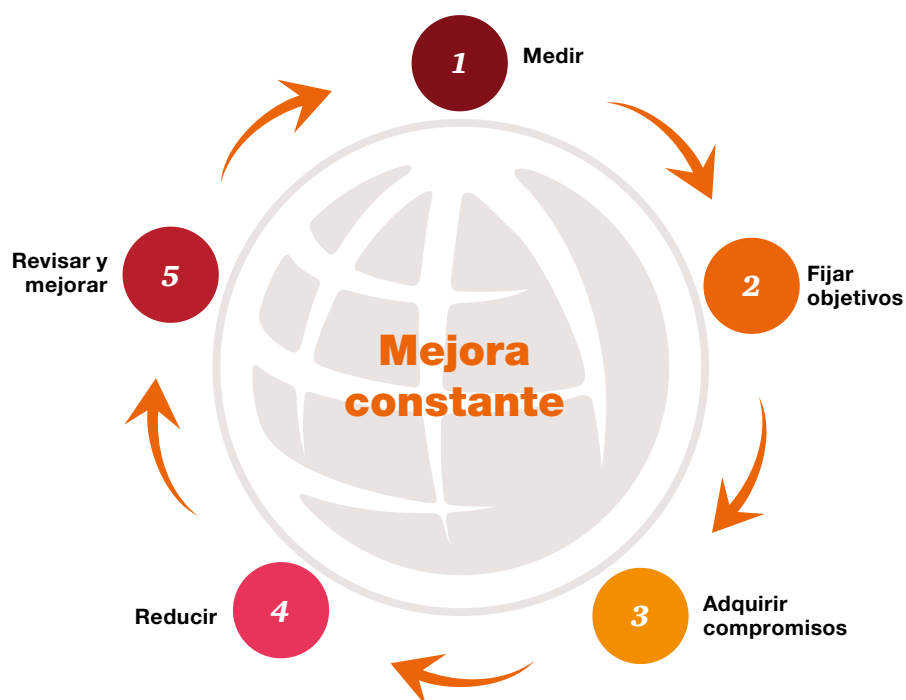 1
Medir
2
Fijar
objetivos
3
Adquirir
compromisos
4
Reducir
5
Revisar y
mejorar
Mejora
constante